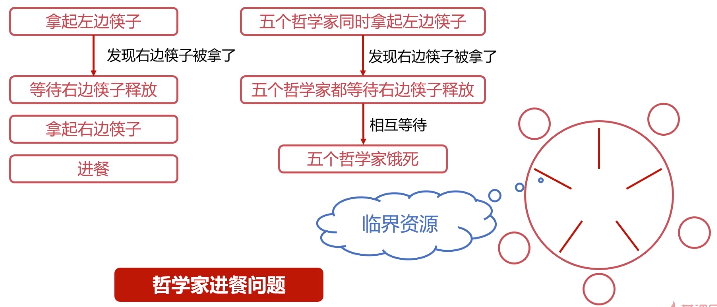 拿起左边筷子
发现右边筷子被拿了
等待右边筷子释放
拿起右边筷子
进餐
五个哲学家同时拿起左边筷子
发现右边筷子被拿了
五个哲学家都等待右边筷子释放
相互等待
五个哲学家饿死
临界资源
哲学家进餐问题